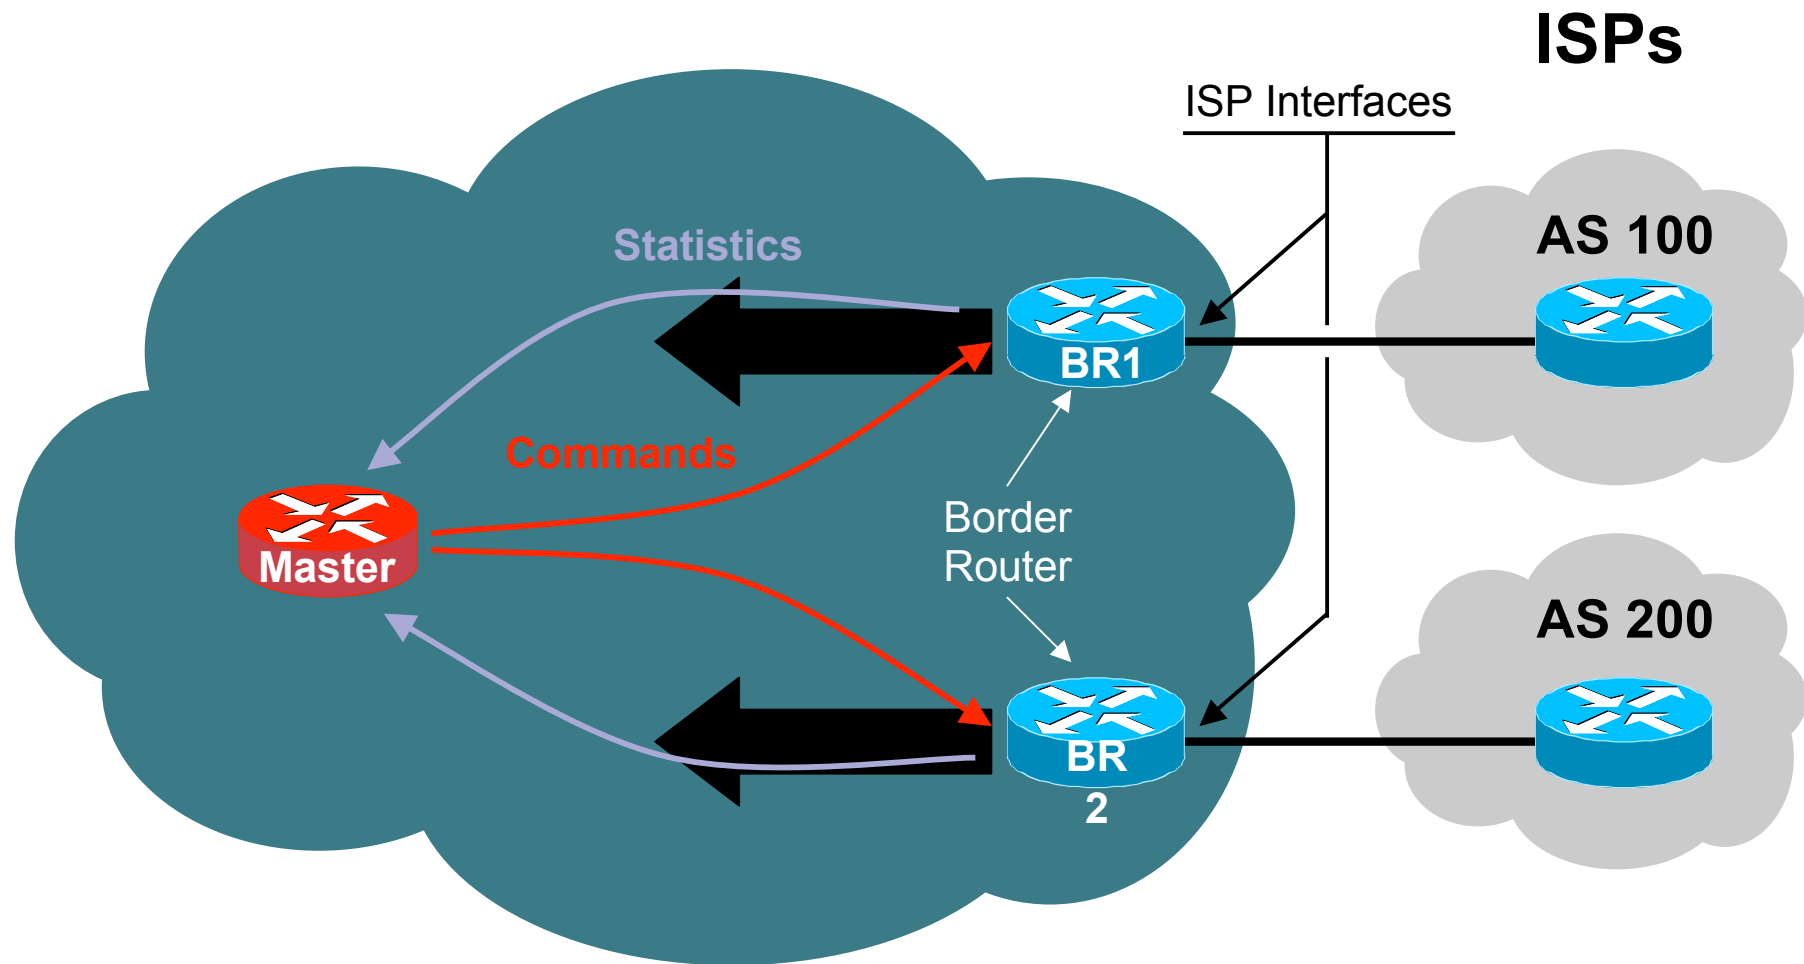 ISPs
ISP Interfaces
AS 100
Statistics
BR1
Commands
Border
Router
Master
AS 200
BR
2